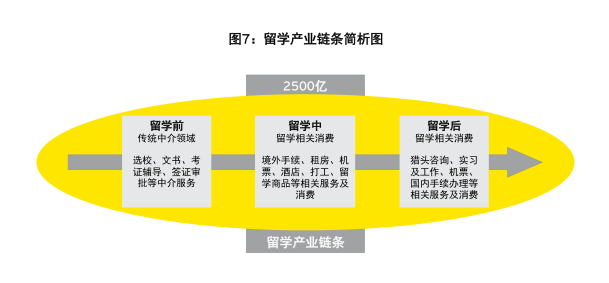 图7：留学产业链条简析图
2500亿
留学前
传统中介领域
选校、文书、考
证辅导、签证审
批等中介服务
留学中
留学相关消费
境外手续、租房、机
票、酒店、打工、留
学商品等相关服务及
消费
留学后
留学相关消费
猎头咨询、实习
及工作、机票、
国内手续办理等
相关服务及消费
留学产业链条